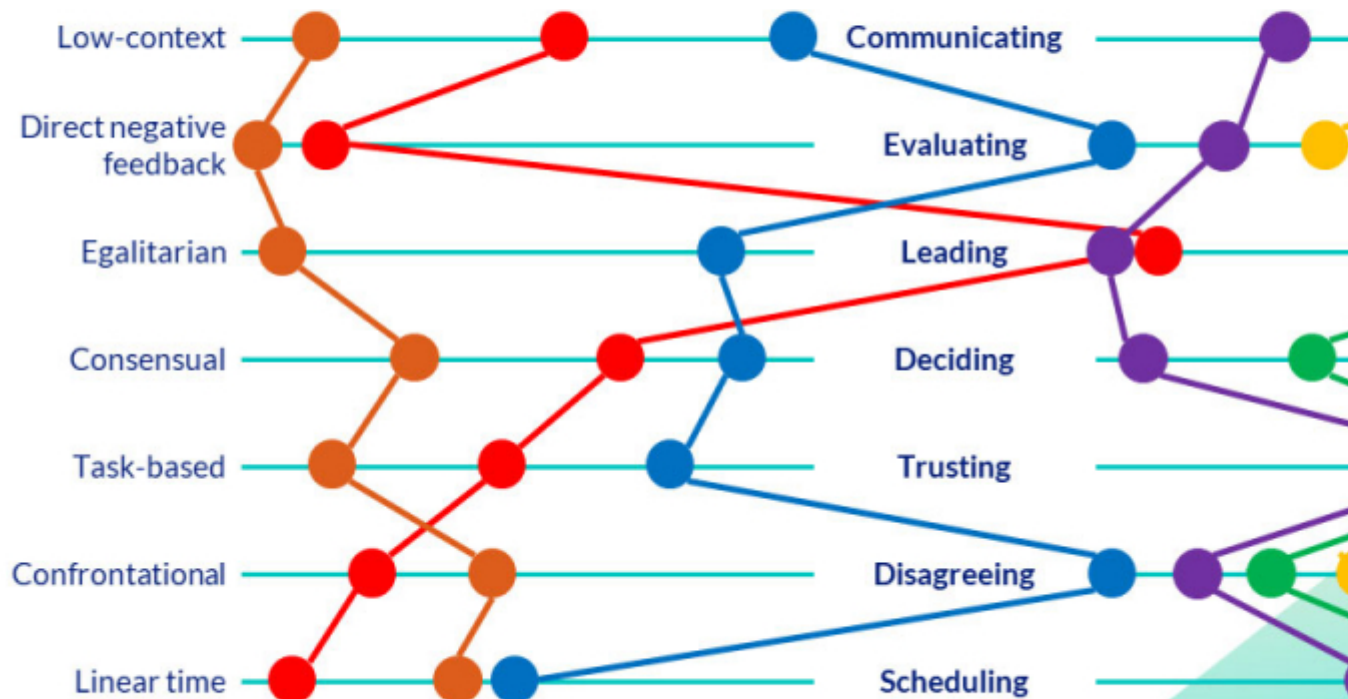 Low-context
Communicating
Direct negative
feedback
Evaluating
Egalitarian
Leading
Consensual
Deciding
Task-based
Trusting
Confrontational
Disagreeing
Linear time
Scheduling